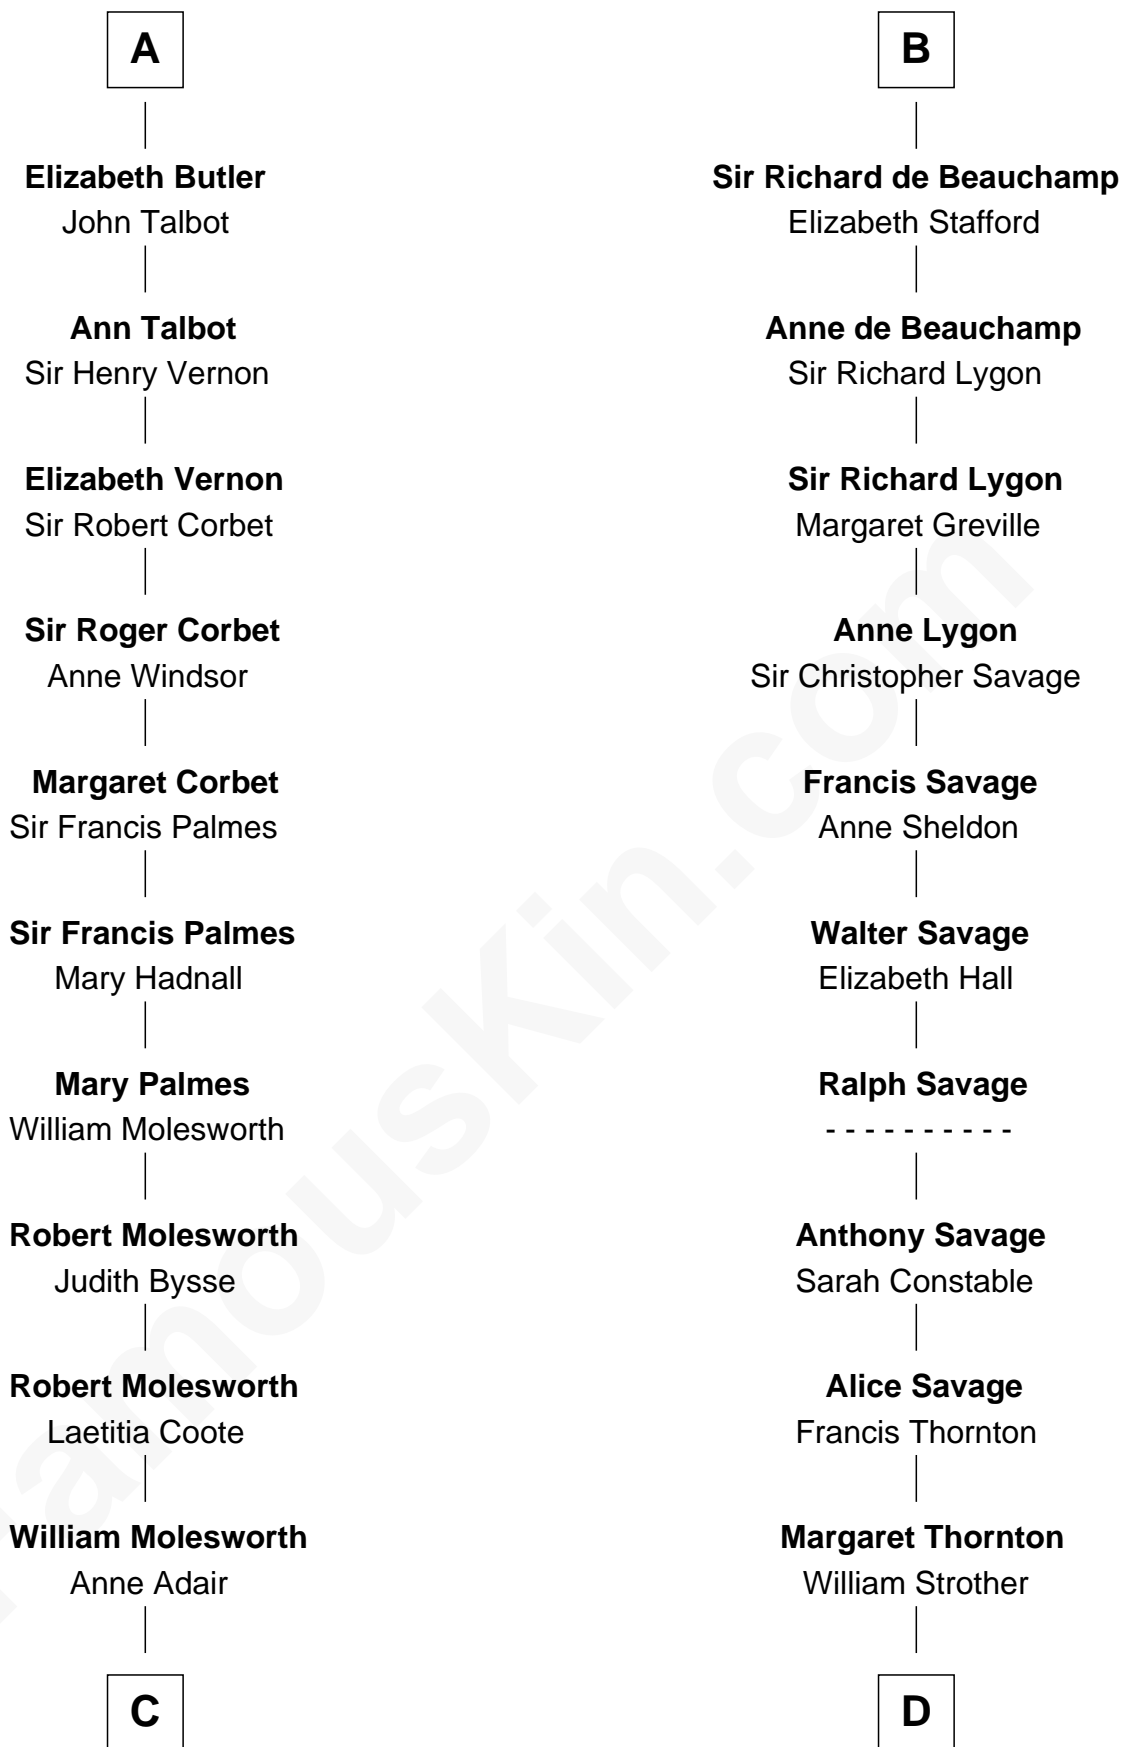 A
Elizabeth Butler
John Talbot
Ann Talbot
Sir Henry Vernon
Elizabeth Vernon
Sir Robert Corbet
Sir Roger Corbet
Anne Windsor
Margaret Corbet
Sir Francis Palmes
Sir Francis Palmes
Mary Hadnall
Mary Palmes
William Molesworth
Robert Molesworth
Judith Bysse
Robert Molesworth
Laetitia Coote
William Molesworth
Anne Adair
C
B
Sir Richard de Beauchamp
Elizabeth Stafford
Anne de Beauchamp
Sir Richard Lygon
Sir Richard Lygon
Margaret Greville
Anne Lygon
Sir Christopher Savage
Francis Savage
Anne Sheldon
Walter Savage
Elizabeth Hall
Ralph Savage
- - - - - - - - - -
Anthony Savage
Sarah Constable
Alice Savage
Francis Thornton
Margaret Thornton
William Strother
D
FamousKin.com